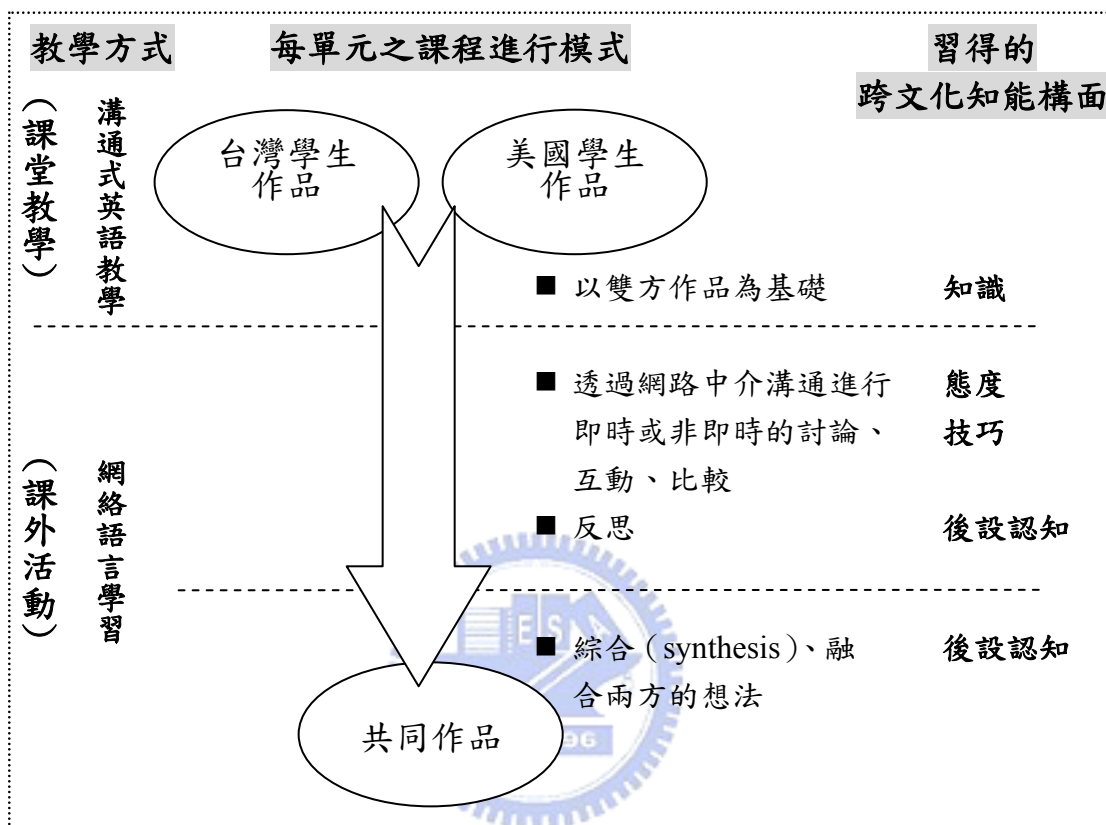 教學方式
每單元之課程進行模式
習得的
跨文化知能構面
（課堂教學）
溝通式英語教學
台灣學生
作品
美國學生
作品
■ 以雙方作品為基礎
知識
（課外活動）
網絡語言學習
■ 透過網路中介溝通進行
即時或非即時的討論、
互動、比較
態度
技巧
■ 反思
後設認知
■ 綜合（synthesis）、融
合兩方的想法
後設認知
共同作品
ESA
96